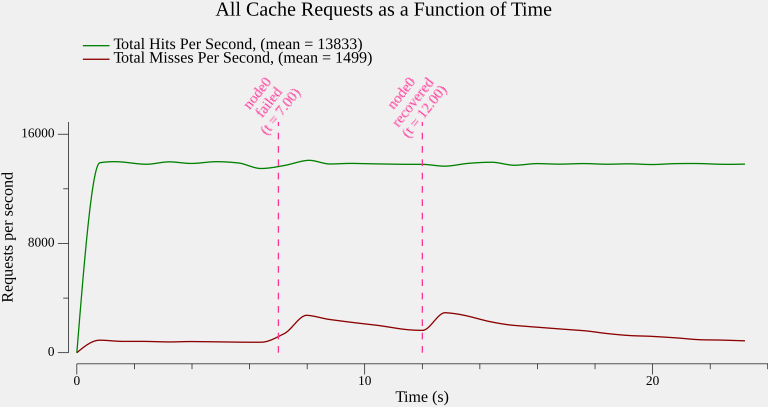 All Cache Requests as a Function of Time
Total Hits Per Second, (mean = 13833)
Total Misses Per Second, (mean = 1499)
node0
failed
(t = 7.00)
node0
recovered
(t = 12.00)
16000
8000
0
Requests per second
0
10
20
Time (s)